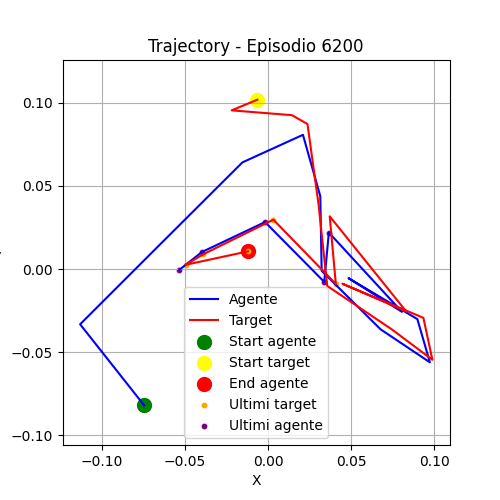 Trajectory - Episodio 6200
0.10
0.05
0.00
−0.05
−0.10
Agente
Target
Start agente
Start target
End agente
Ultimi target
Ultimi agente
−0.10 −0.05 0.00 0.05 0.10
X